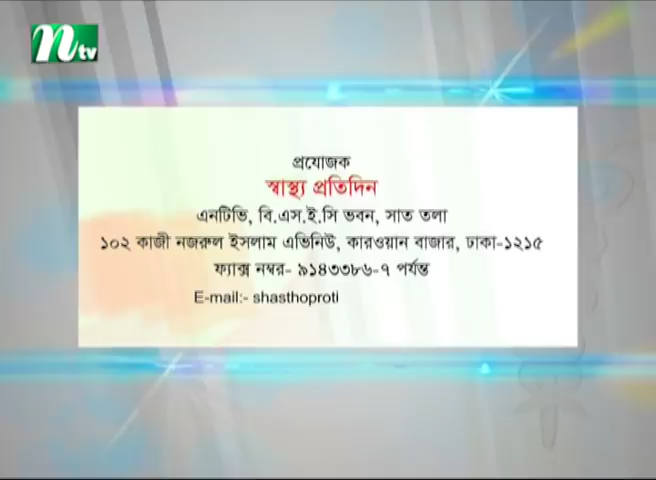 ntv
প্রযোজক
স্বাস্থ্য প্রতিদিন
এনটিভি, বি.এস.ই.সি ভবন, সাত তলা
১০২ কাজী নজরুল ইসলাম এভিনিউ, কারওয়ান বাজার, ঢাকা-১২১৫
ফ্যাক্স নম্বর- ৯১৪৩৩৮৬-৭ পর্যন্ত
E-mail:- shasthoproti